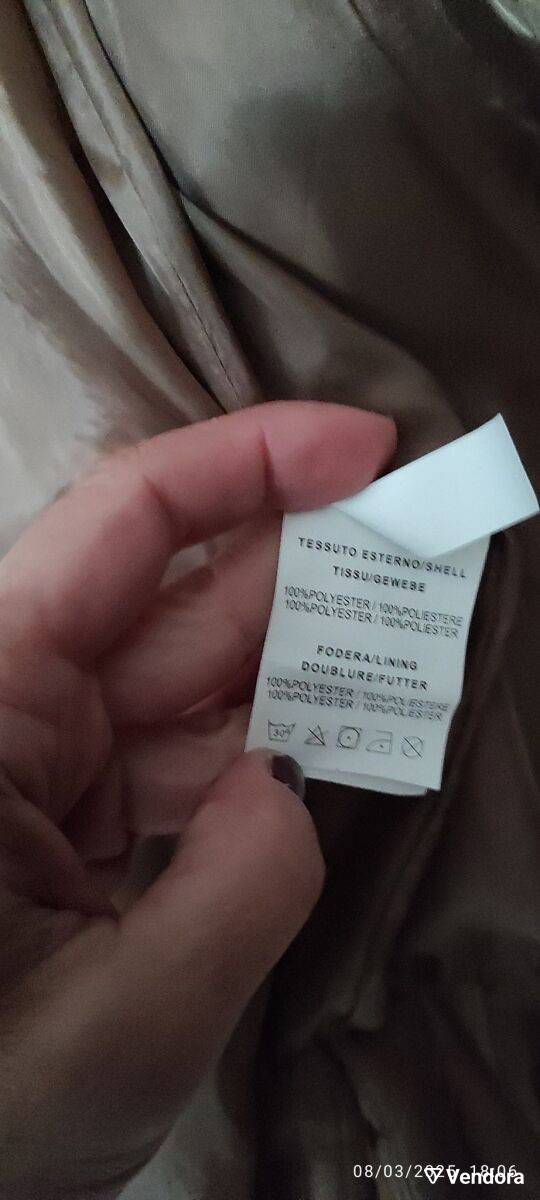 TESSUTO ESTERNO/SHELL
TISSU/GEWEBE
100%POLYESTER / 100%POLIESTERE
100%POLYESTER / 100%POLIESTER
FODERA/LINING
DOUBLURE/FUTTER
100%POLYESTER / 100%POLIESTERE
100%POLYESTER / 100%POLIESTER
30°
08/03/2025 18:06
Vendora